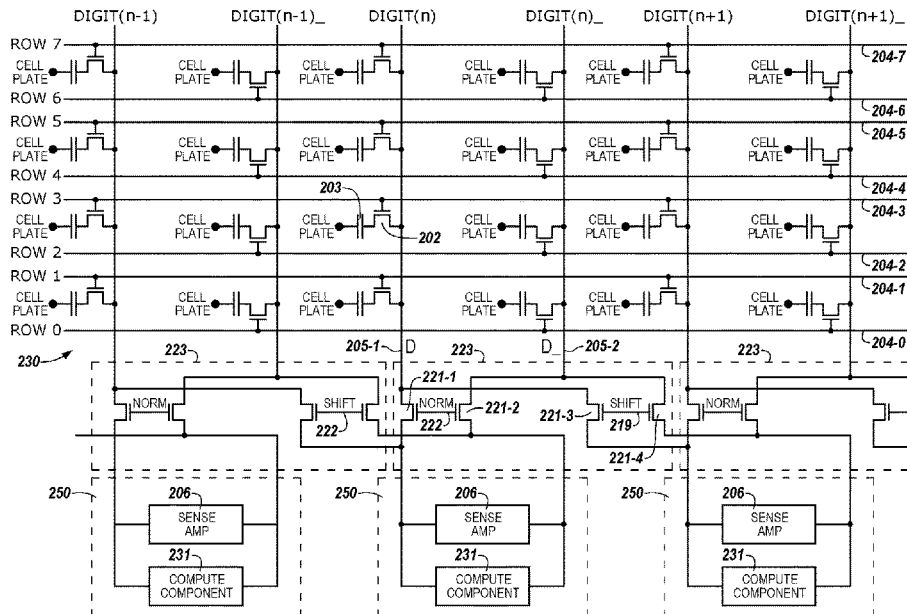 DIGIT(n-1) DIGIT(n-1)_ DIGIT(n) DIGIT(n)_ DIGIT(n+1) DIGIT(n+1)_
ROW 7
204-7
CELL PLATE CELL PLATE CELL PLATE CELL PLATE CELL PLATE CELL PLATE
ROW 6
204-6
ROW 5
204-5
CELL PLATE CELL PLATE CELL PLATE CELL PLATE CELL PLATE CELL PLATE
ROW 4
204-4
ROW 3
203
204-3
CELL PLATE CELL PLATE CELL PLATE CELL PLATE CELL PLATE CELL PLATE
202
ROW 2
204-2
ROW 1
204-1
CELL PLATE CELL PLATE CELL PLATE CELL PLATE CELL PLATE CELL PLATE
ROW 0
204-0
230 223 205-1 D 223 D_ 205-2 223
221-1
NORM SHIFT NORM 221-2 SHIFT NORM
222 222 221-3 219
221-4
250 206 250 206 250 206
SENSE AMP SENSE AMP SENSE AMP
231 231 231
COMPUTE COMPONENT COMPUTE COMPONENT COMPUTE COMPONENT